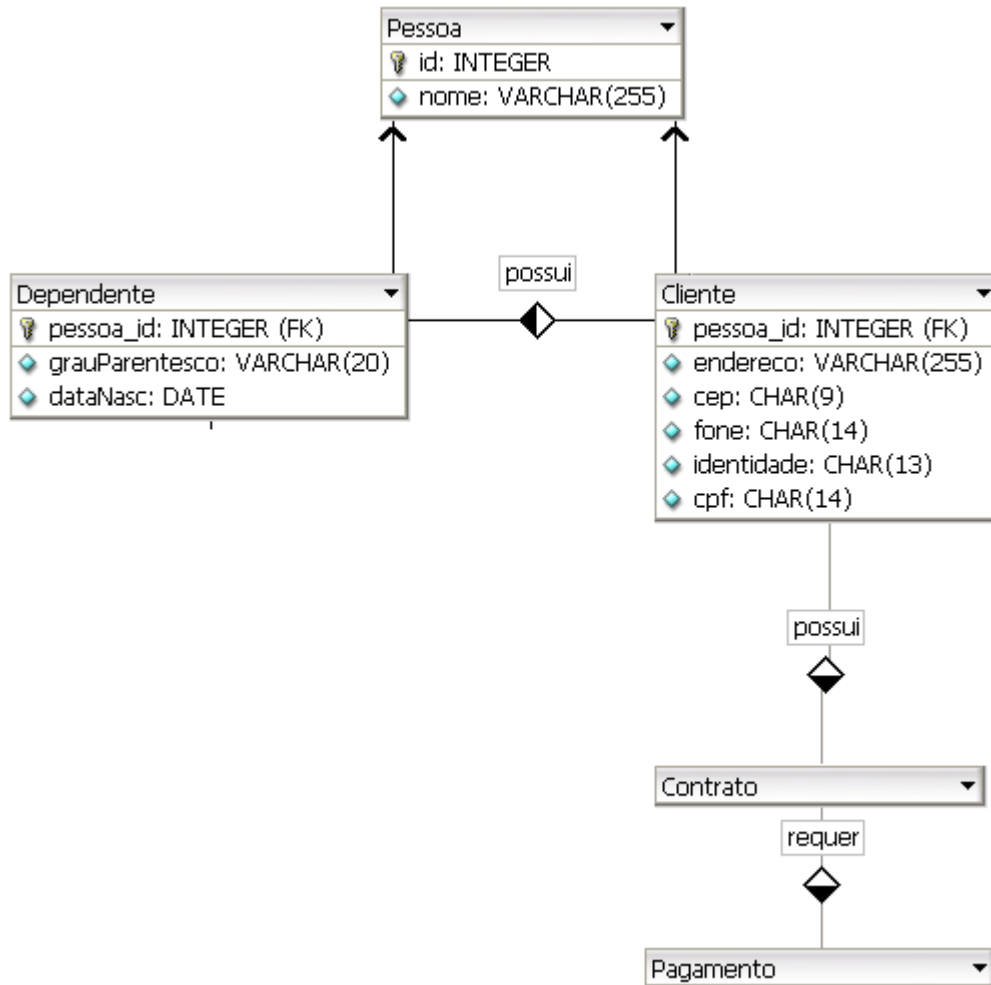 Pessoa
id: INTEGER
nome: VARCHAR(255)
possui
Dependente
pessoa_id: INTEGER (FK)
grauParentesco: VARCHAR(20)
dataNasc: DATE
Cliente
pessoa_id: INTEGER (FK)
endereco: VARCHAR(255)
cep: CHAR(9)
fone: CHAR(14)
identidade: CHAR(13)
cpf: CHAR(14)
possui
Contrato
requer
Pagamento